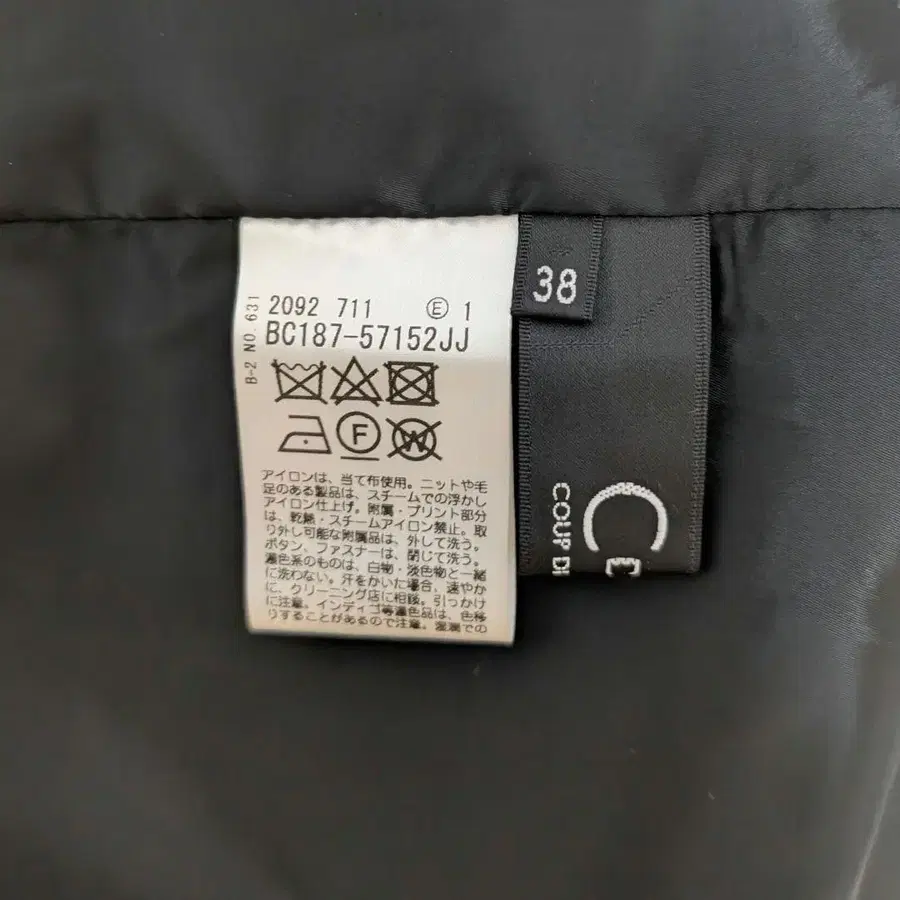 B-2 NO.631
2092 711 Ⓔ 1
BC187-57152JJ
F
W
アイロンは、当て布使用。ニットや毛
足のある製品は、スチームでの浮かし
アイロン仕上げ。附属・プリント部分
は、乾熱・スチームアイロン禁止。取
り外し可能な附属品は、外して洗う。
ボタン、ファスナーは、閉じて洗う。
濃色系のものは、白物・淡色物と一緒
に洗わない。汗をかいた場合、速やか
に、クリーニング店に相談。引っかけ
に注意。インディゴ等濃色品は、色移
りすることがあるので注意。湿潤での
38
C
COUP